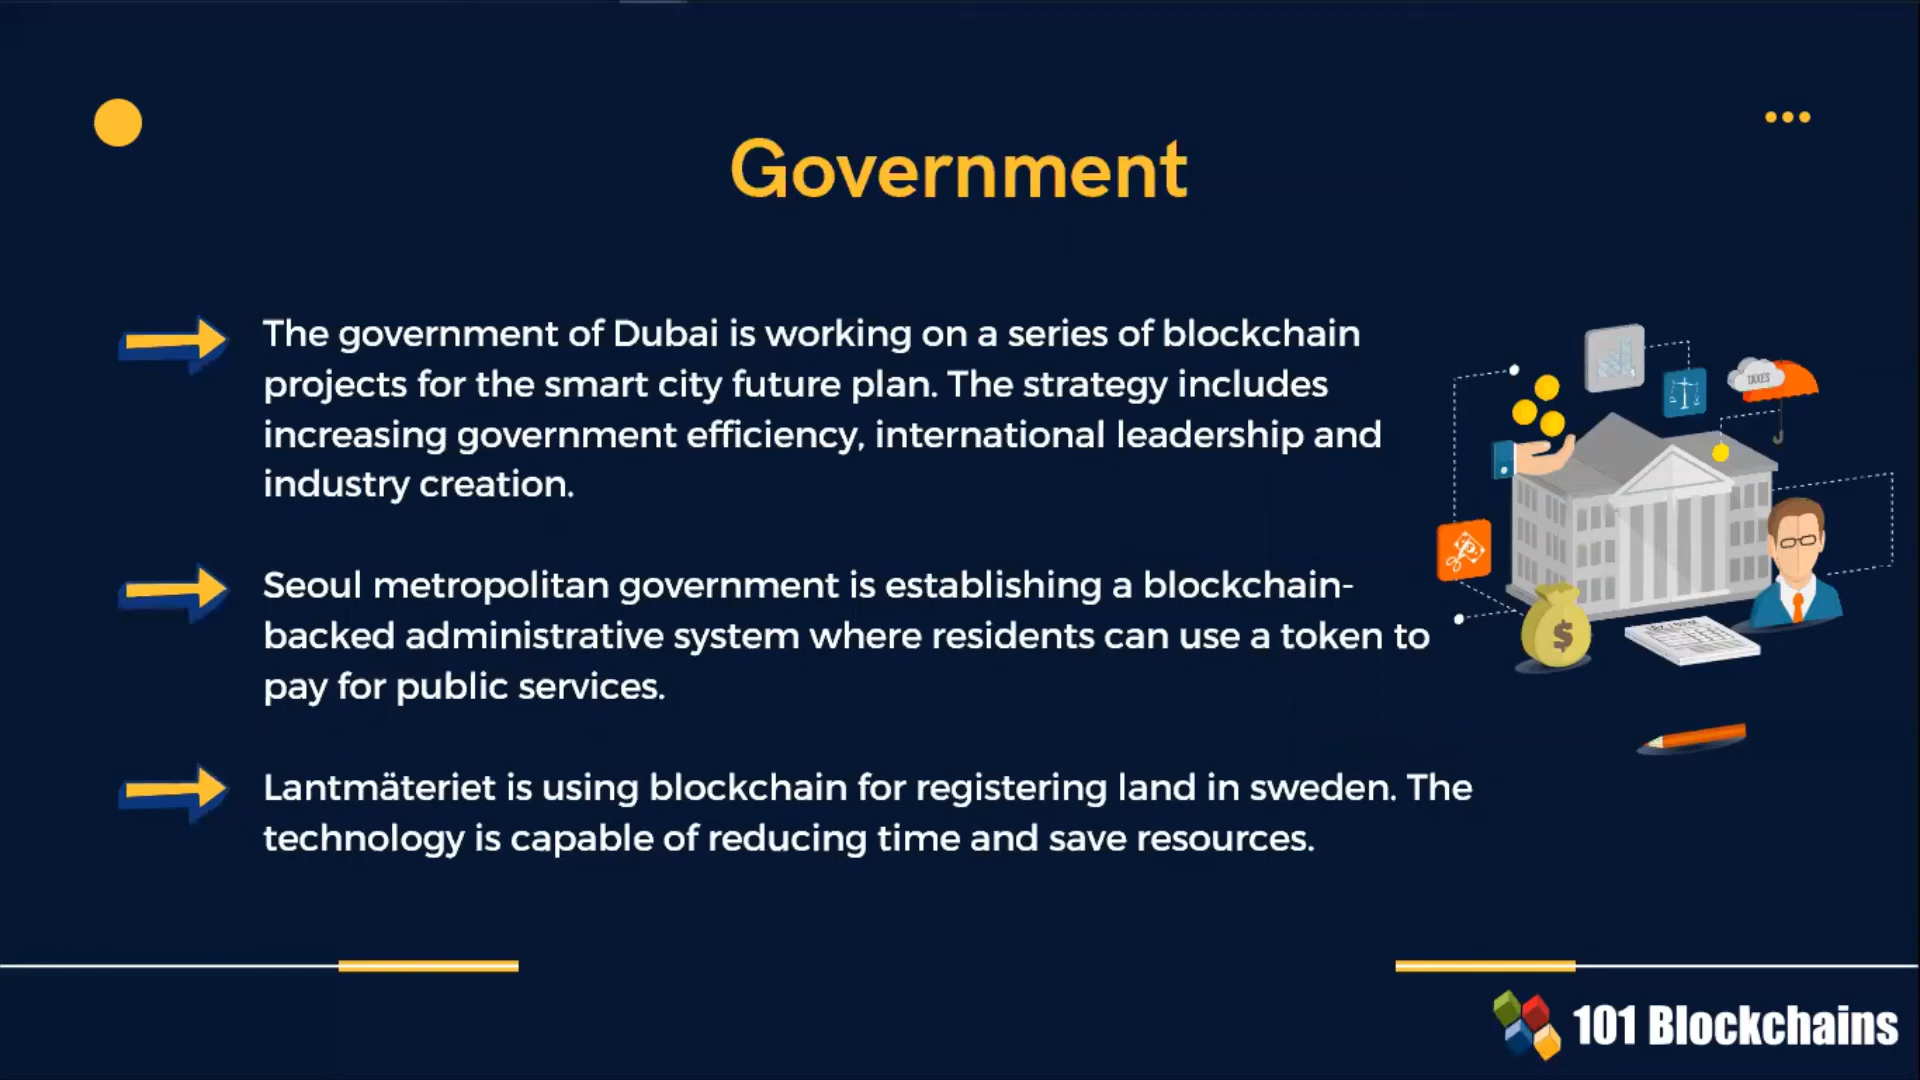 Government
The government of Dubai is working on a series of blockchain
projects for the smart city future plan. The strategy includes
increasing government efficiency, international leadership and
industry creation.
Seoul metropolitan government is establishing a blockchain-
backed administrative system where residents can use a token to
pay for public services.
Lantmäteriet is using blockchain for registering land in sweden. The
technology is capable of reducing time and save resources.
TAXES
$
101 Blockchains